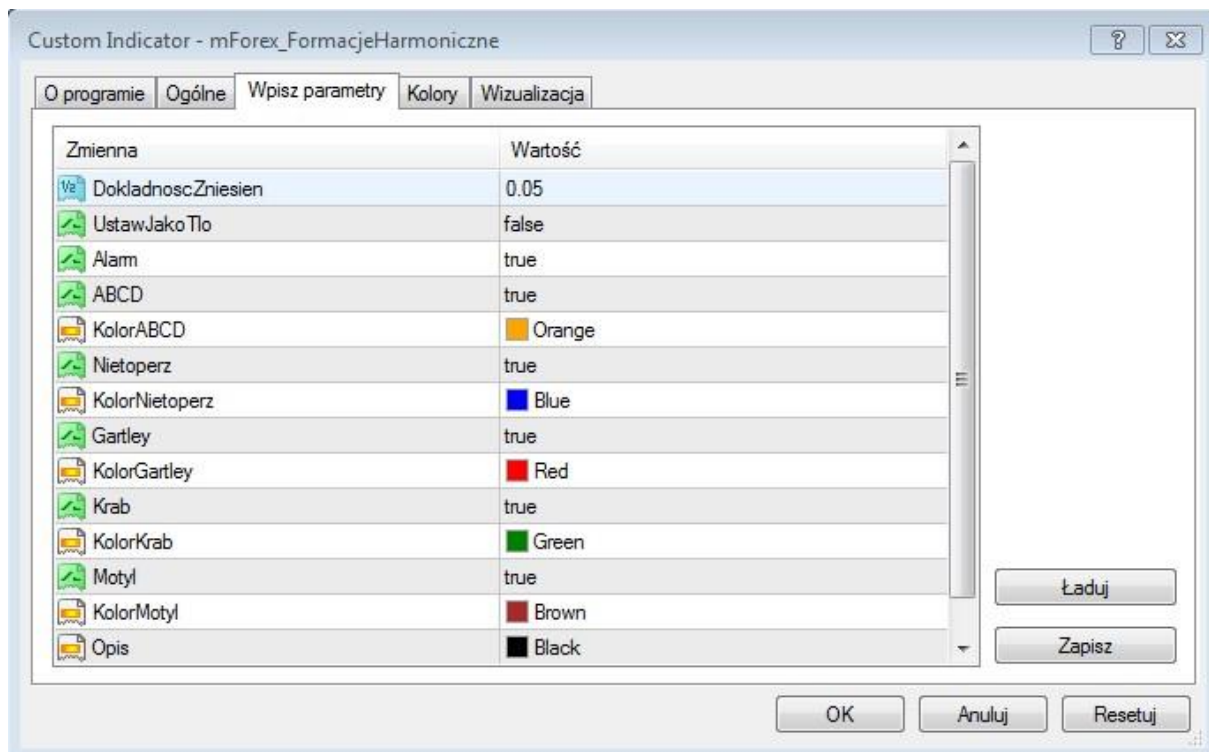 Custom Indicator - mForex_FormacjeHarmoniczne
O programie Ogólne Wpisz parametry Kolory Wizualizacja
Zmienna Wartość
DokladnoscZniesien 0.05
UstawJakoTlo false
Alarm true
ABCD true
KolorABCD Orange
Nietoperz true
KolorNietoperz Blue
Gartley true
KolorGartley Red
Krab true
KolorKrab Green
Motyl true
KolorMotyl Brown
Opis Black
Ładuj
Zapisz
OK Anuluj Resetuj